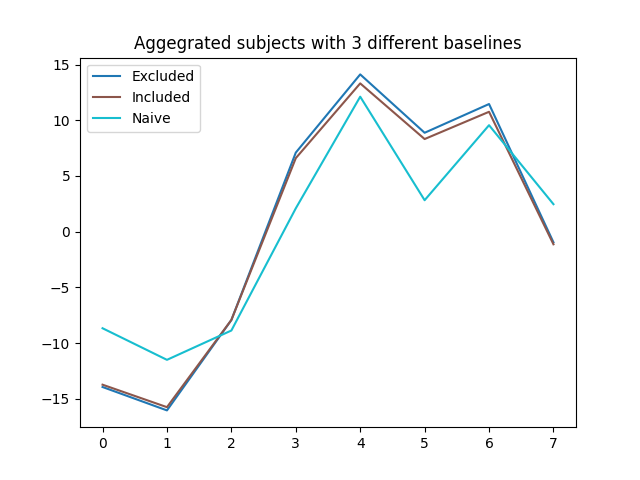 Aggegrated subjects with 3 different baselines
15
10
5
0
−5
−10
−15
Excluded
Included
Naive
0 1 2 3 4 5 6 7